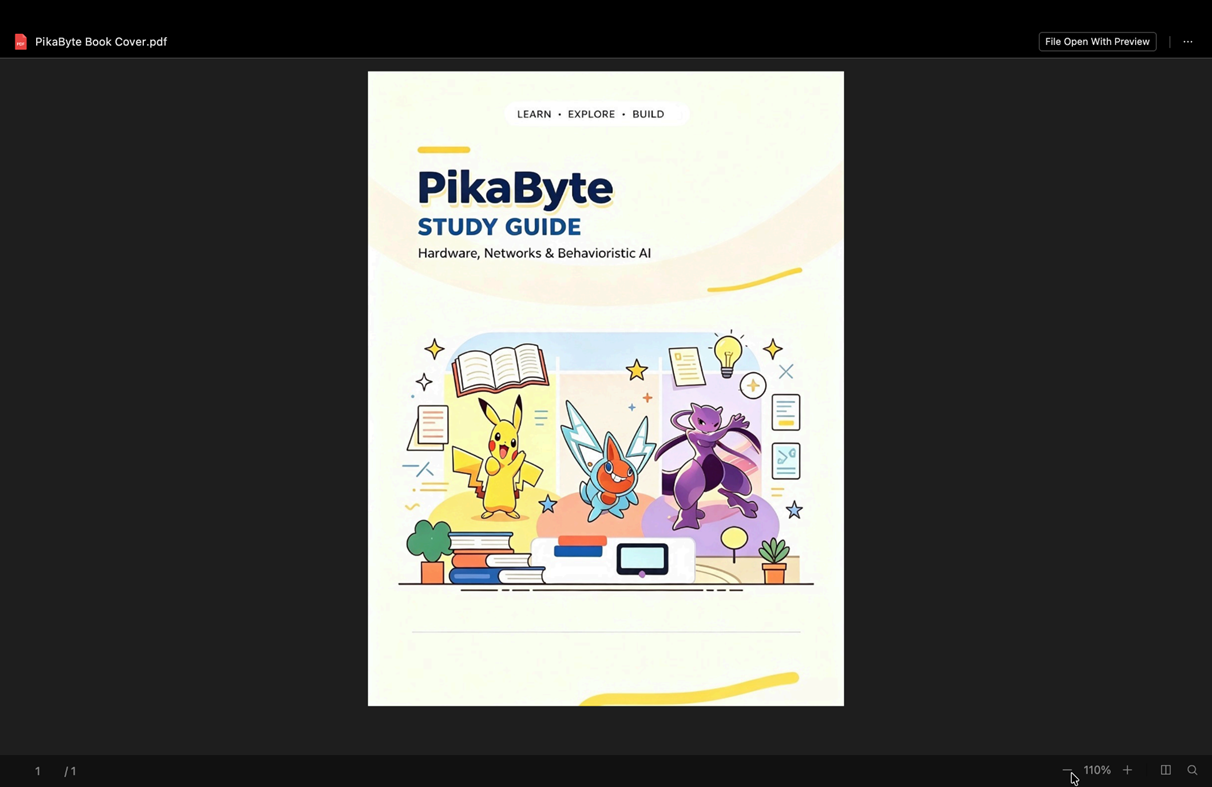 PikaByte Book Cover.pdf
File Open With Preview
LEARN • EXPLORE • BUILD
PikaByte
STUDY GUIDE
Hardware, Networks & Behavioristic AI
1 / 1
110%